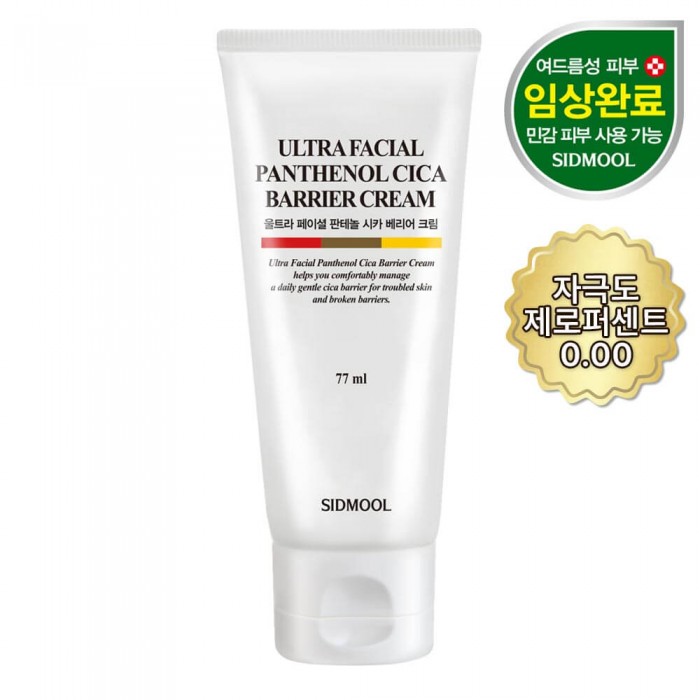 ULTRA FACIAL
PANTHENOL CICA
BARRIER CREAM
울트라 페이셜 판테놀 시카 베리어 크림
Ultra Facial Panthenol Cica Barrier Cream
helps you comfortably manage
a daily gentle cica barrier for troubled skin
and broken barriers.
77 ml
SIDMOOL
여드름성 피부
임상완료
민감 피부 사용 가능
SIDMOOL
자극도
제로퍼센트
0.00